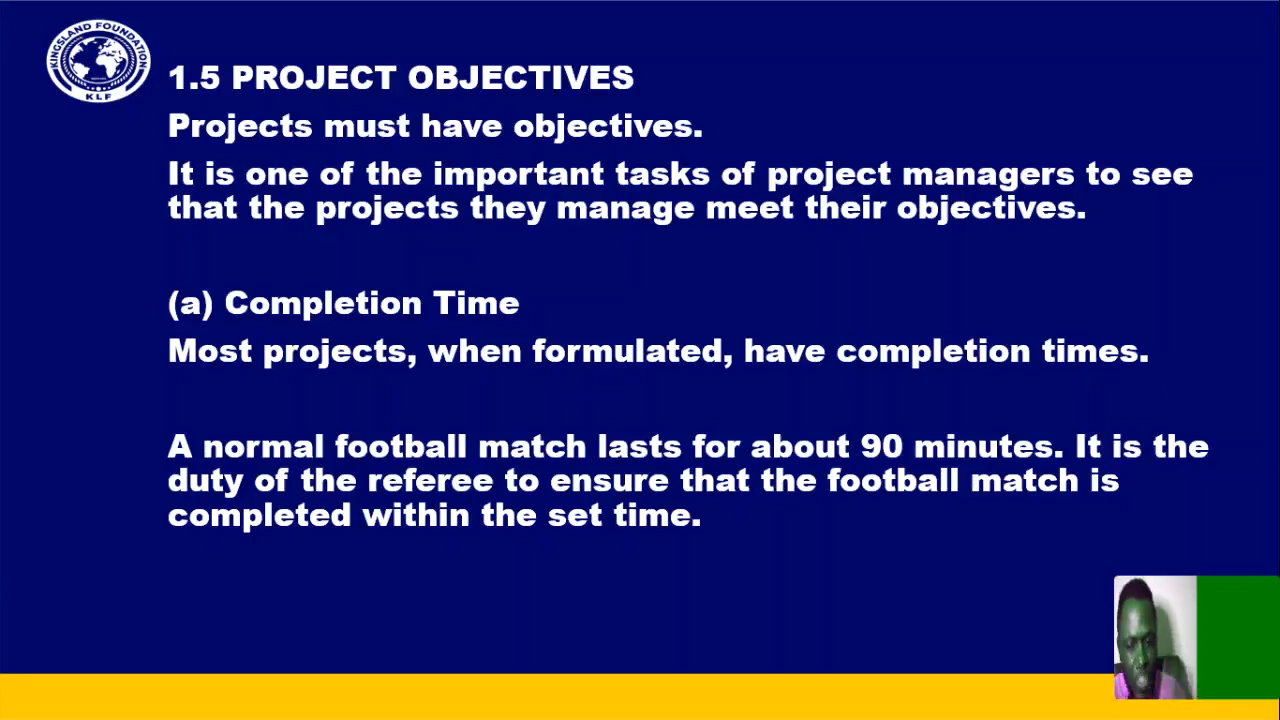 KINGSLAND FOUNDATION
KLF
1.5 PROJECT OBJECTIVES
Projects must have objectives.
It is one of the important tasks of project managers to see
that the projects they manage meet their objectives.
(a) Completion Time
Most projects, when formulated, have completion times.
A normal football match lasts for about 90 minutes. It is the
duty of the referee to ensure that the football match is
completed within the set time.